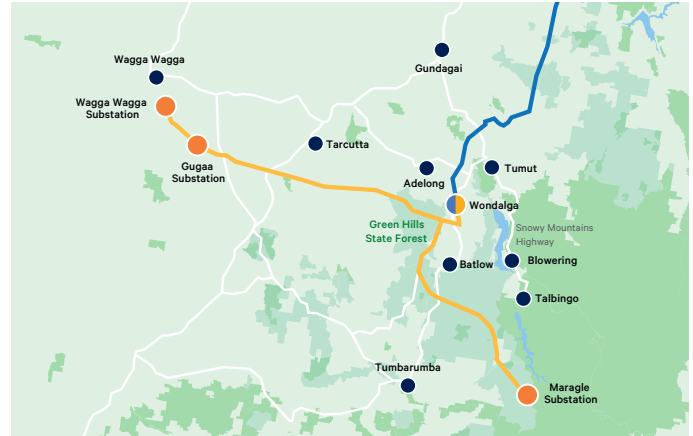 Wagga Wagga
Gundagai
Wagga Wagga
Substation
Tarcutta
Gugaa
Substation
Tumut
Adelong
Wondalga
Green Hills
State Forest
Snowy Mountains
Highway
Batlow
Blowering
Talbingo
Tumbarumba
Maragle
Substation